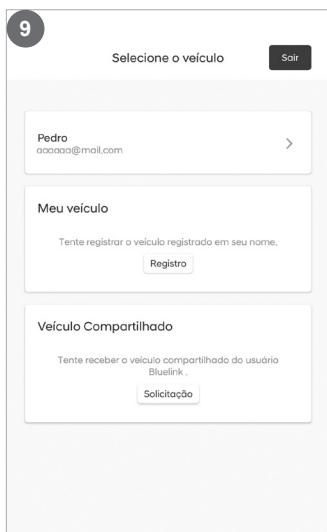 9
Selecione o veículo
Sair
Pedro
aaaaaa@mail.com
Meu veículo
Tente registrar o veículo registrado em seu nome.
Registro
Veículo Compartilhado
Tente receber o veículo compartilhado do usuário
Bluelink .
Solicitação